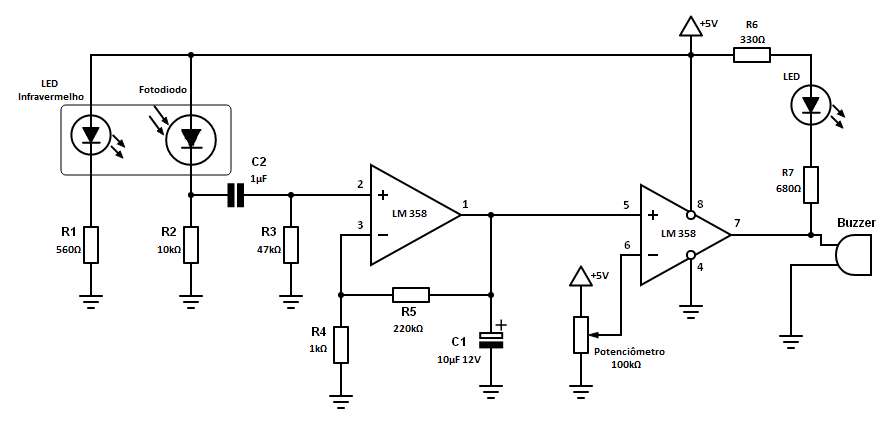 +5V
R6
330Ω
LED
Infravermelho
Fotodiodo
LED
C2
1µF
R7
680Ω
2
+
LM 358
3
−
1
5
+
LM 358
6
−
8
4
7
Buzzer
R1
560Ω
R2
10kΩ
R3
47kΩ
+5V
R5
220kΩ
R4
1kΩ
C1
+
10µF 12V
Potenciômetro
100kΩ